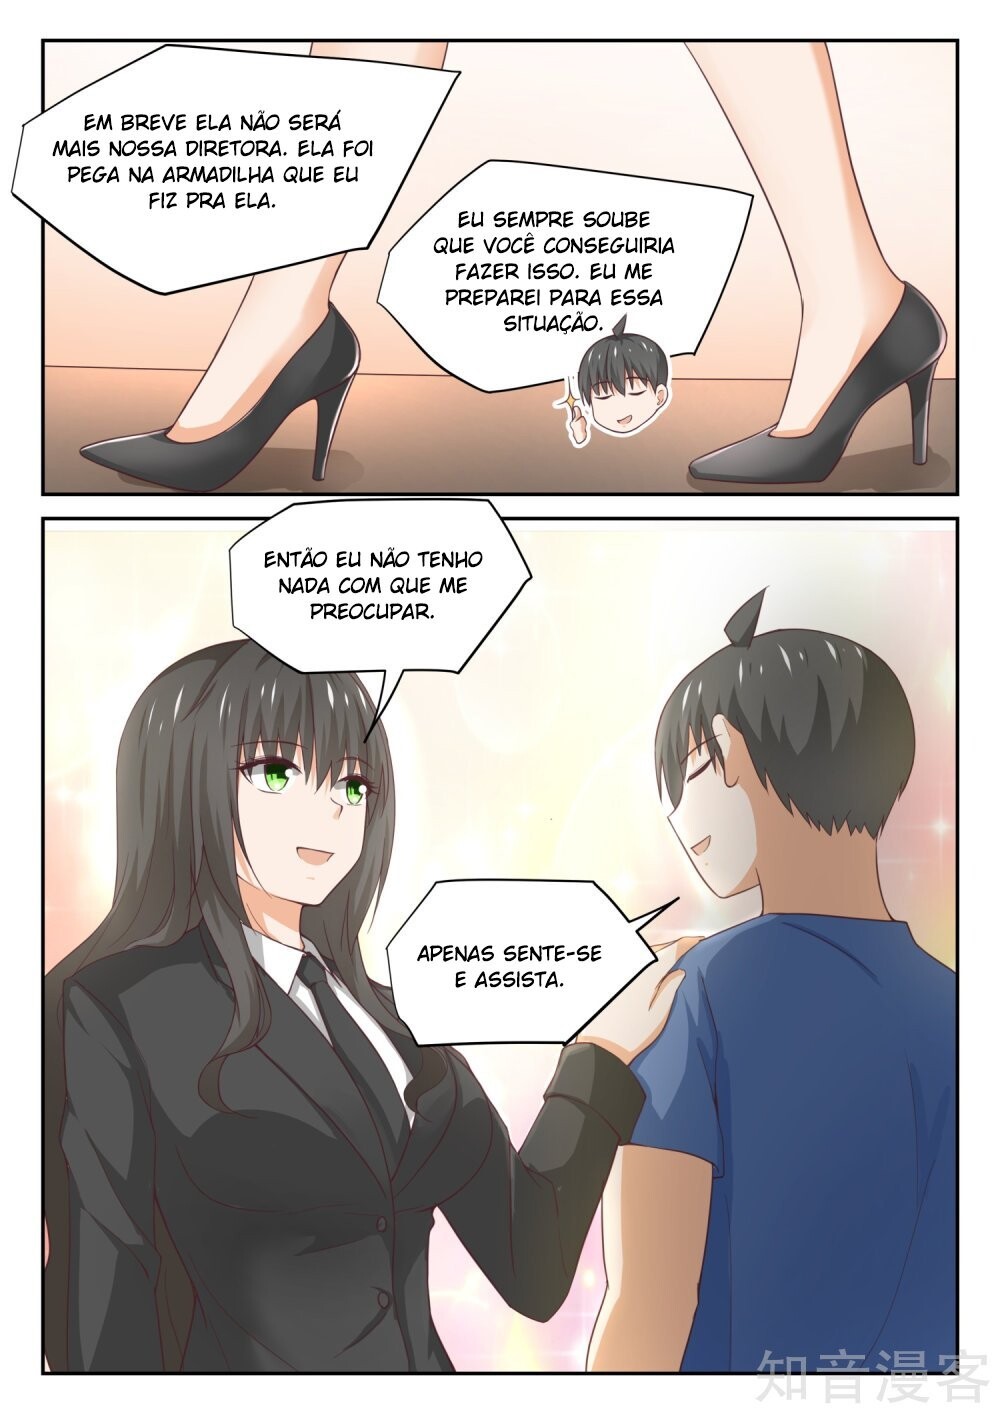 EM BREVE ELA NÃO SERÁ
MAIS NOSSA DIRETORA. ELA FOI
PEGA NA ARMADILHA QUE EU
FIZ PRA ELA.
EU SEMPRE SOUBE
QUE VOCÊ CONSEGUIRIA
FAZER ISSO. EU ME
PREPAREI PARA ESSA
SITUAÇÃO.
ENTÃO EU NÃO TENHO
NADA COM QUE ME
PREOCUPAR.
APENAS SENTE-SE
E ASSISTA.
知音漫客